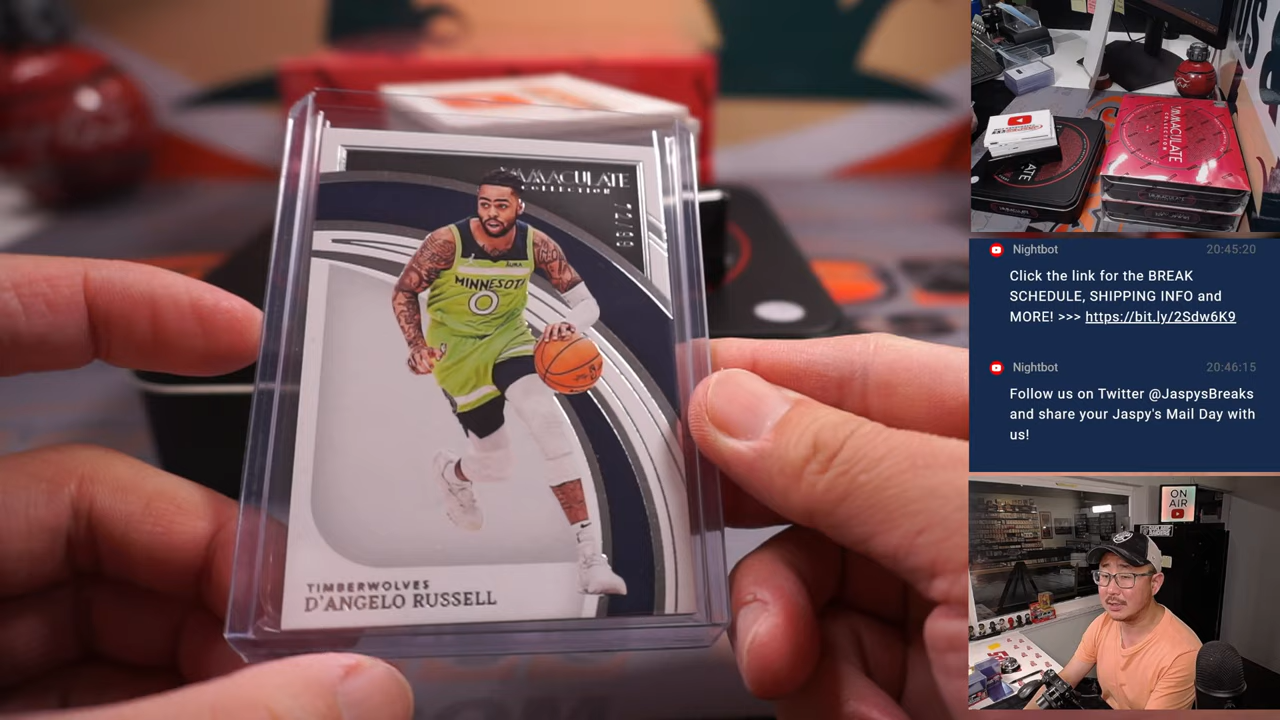 IMMACULATE
COLLECTION
MINNESOTA
0
TIMBERWOLVES
D'ANGELO RUSSELL
IMMACULATE
COLLECTION
Nightbot 20:45:20
Click the link for the BREAK
SCHEDULE, SHIPPING INFO and
MORE! >>> https://bit.ly/2Sdw6K9
Nightbot 20:46:15
Follow us on Twitter @JaspysBreaks
and share your Jaspy's Mail Day with
us!
ON
AIR